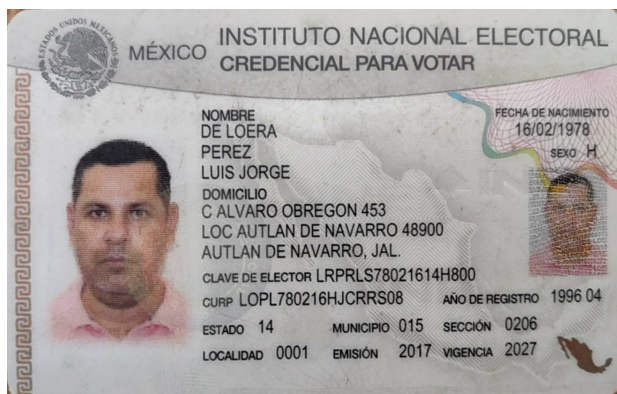 ESTADOS UNIDOS MEXICANOS
MÉXICO
INSTITUTO NACIONAL ELECTORAL
CREDENCIAL PARA VOTAR
NOMBRE
DE LOERA
PEREZ
LUIS JORGE
FECHA DE NACIMIENTO
16/02/1978
SEXO H
DOMICILIO
C ALVARO OBREGON 453
LOC AUTLAN DE NAVARRO 48900
AUTLAN DE NAVARRO, JAL.
CLAVE DE ELECTOR LRPRLS78021614H800
CURP LOPL780216HJCRRS08 AÑO DE REGISTRO 1996 04
ESTADO 14 MUNICIPIO 015 SECCIÓN 0206
LOCALIDAD 0001 EMISIÓN 2017 VIGENCIA 2027